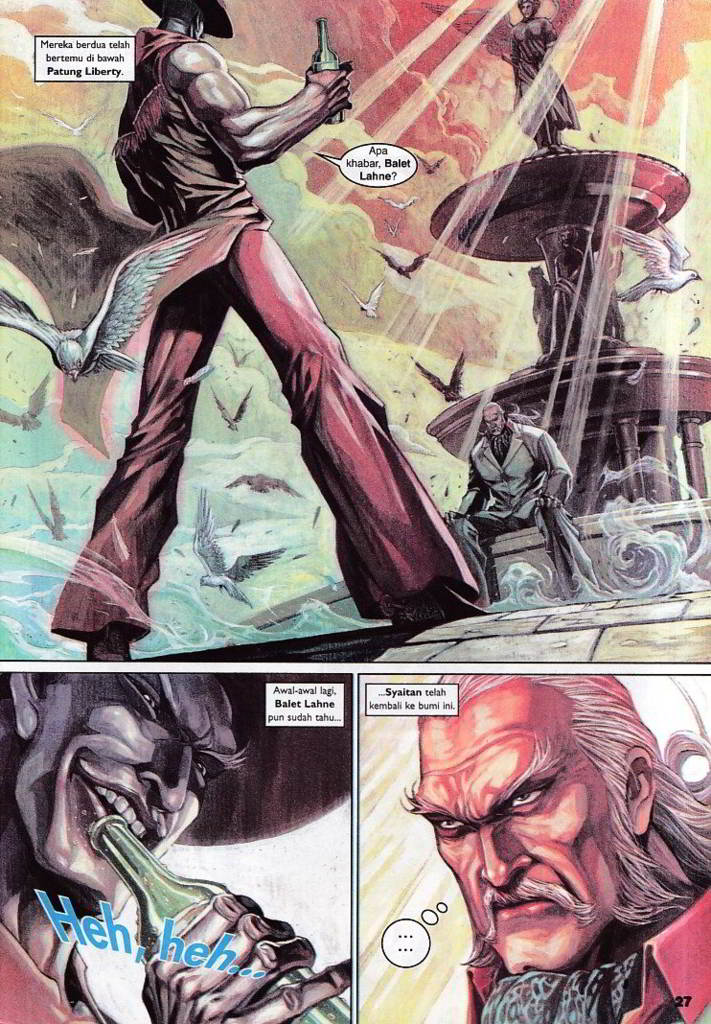 Mereka berdua telah
bertemu di bawah
Patung Liberty.
Apa
khabar, Balet
Lahne?
Awal-awal lagi,
Balet Lahne
pun sudah tahu...
...Syaitan telah
kembali ke bumi ini.
Heh, heh...
...
...
27